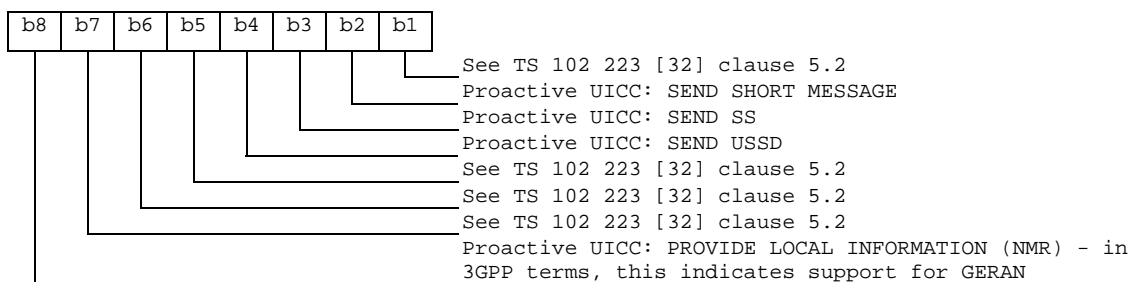 b8 b7 b6 b5 b4 b3 b2 b1
See TS 102 223 [32] clause 5.2
Proactive UICC: SEND SHORT MESSAGE
Proactive UICC: SEND SS
Proactive UICC: SEND USSD
See TS 102 223 [32] clause 5.2
See TS 102 223 [32] clause 5.2
See TS 102 223 [32] clause 5.2
Proactive UICC: PROVIDE LOCAL INFORMATION (NMR) - in
3GPP terms, this indicates support for GERAN